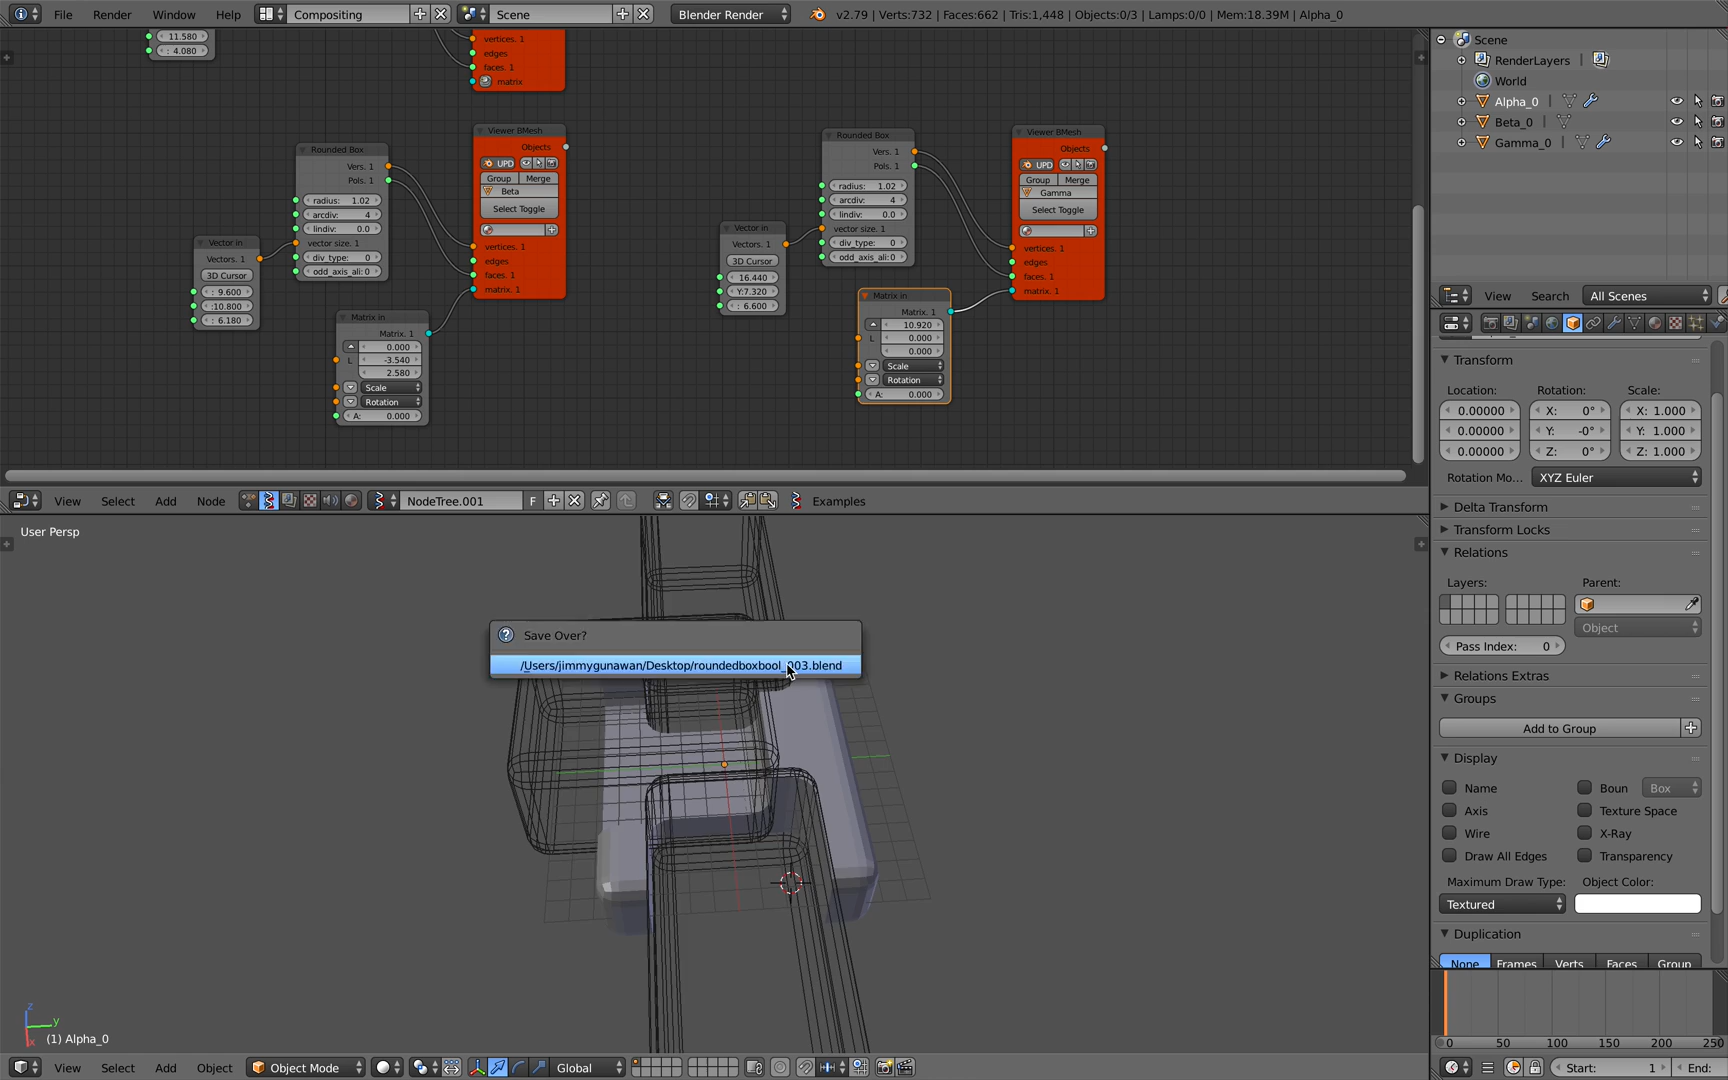 File Render Window Help Compositing Scene Blender Render v2.79 | Verts:732 | Faces:662 | Tris:1,448 | Objects:0/3 | Lamps:0/0 | Mem:18.39M | Alpha_0
11.580
: 4.080
vertices. 1
edges
faces. 1
matrix
Rounded Box
Vers. 1
Pols. 1
radius: 1.02
arcdiv: 4
lindiv: 0.0
vector size. 1
div_type: 0
odd_axis_ali: 0
Vector in
Vectors. 1
3D Cursor
: 9.600
:10.800
: 6.180
Matrix in
Matrix. 1
0.000
L -3.540
2.580
Scale
Rotation
A: 0.000
Viewer BMesh
Objects
UPD
Group Merge
Beta
Select Toggle
vertices. 1
edges
faces. 1
matrix. 1
Rounded Box
Vers. 1
Pols. 1
radius: 1.02
arcdiv: 4
lindiv: 0.0
vector size. 1
div_type: 0
odd_axis_ali: 0
Vector in
Vectors. 1
3D Cursor
16.440
Y:7.320
: 6.600
Matrix in
Matrix. 1
10.920
L 0.000
0.000
Scale
Rotation
A: 0.000
Viewer BMesh
Objects
UPD
Group Merge
Gamma
Select Toggle
vertices. 1
edges
faces. 1
matrix. 1
View Select Add Node NodeTree.001 F Examples
User Persp
Save Over?
/Users/jimmygunawan/Desktop/roundedboxbool_003.blend
z
y
x
(1) Alpha_0
View Select Add Object Object Mode Global
Scene
RenderLayers
World
Alpha_0
Beta_0
Gamma_0
View Search All Scenes
Transform
Location: Rotation: Scale:
0.00000 X: 0° X: 1.000
0.00000 Y: -0° Y: 1.000
0.00000 Z: 0° Z: 1.000
Rotation Mo... XYZ Euler
Delta Transform
Transform Locks
Relations
Layers: Parent:
Object
Pass Index: 0
Relations Extras
Groups
Add to Group
Display
Name Boun Box
Axis Texture Space
Wire X-Ray
Draw All Edges Transparency
Maximum Draw Type: Object Color:
Textured
Duplication
None Frames Verts Faces Group
0 50 100 150 200 250
Start: 1 End: